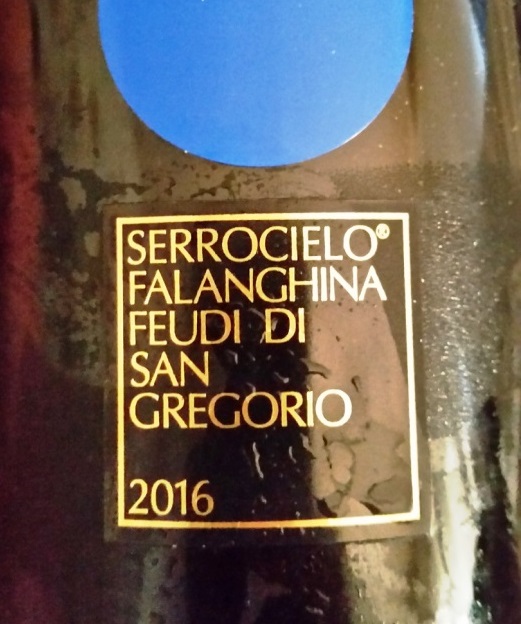 SERROCIELO®
FALANGHINA
FEUDI DI
SAN
GREGORIO
2016